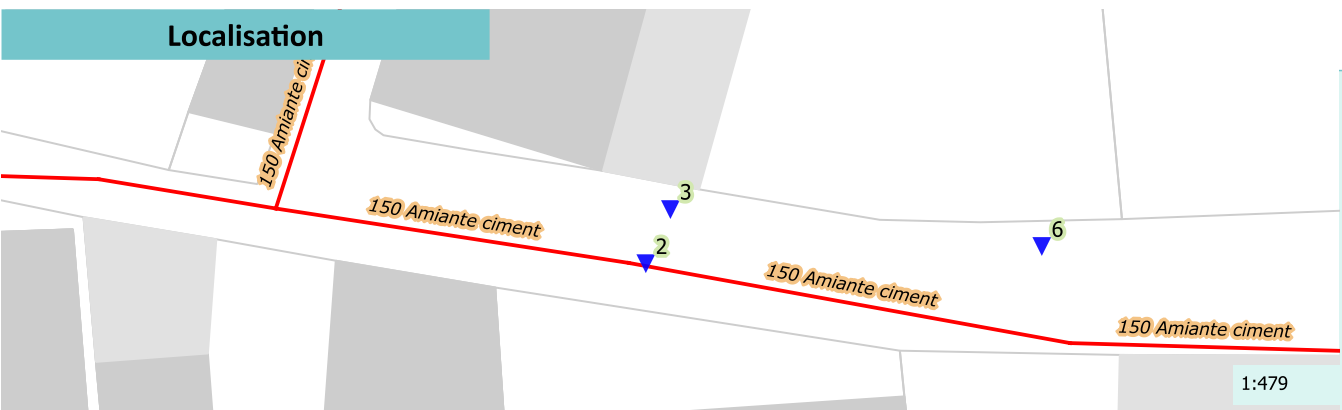 Localisation
150 Amiante ci
3
150 Amiante ciment
2
6
150 Amiante ciment
150 Amiante ciment
1:479